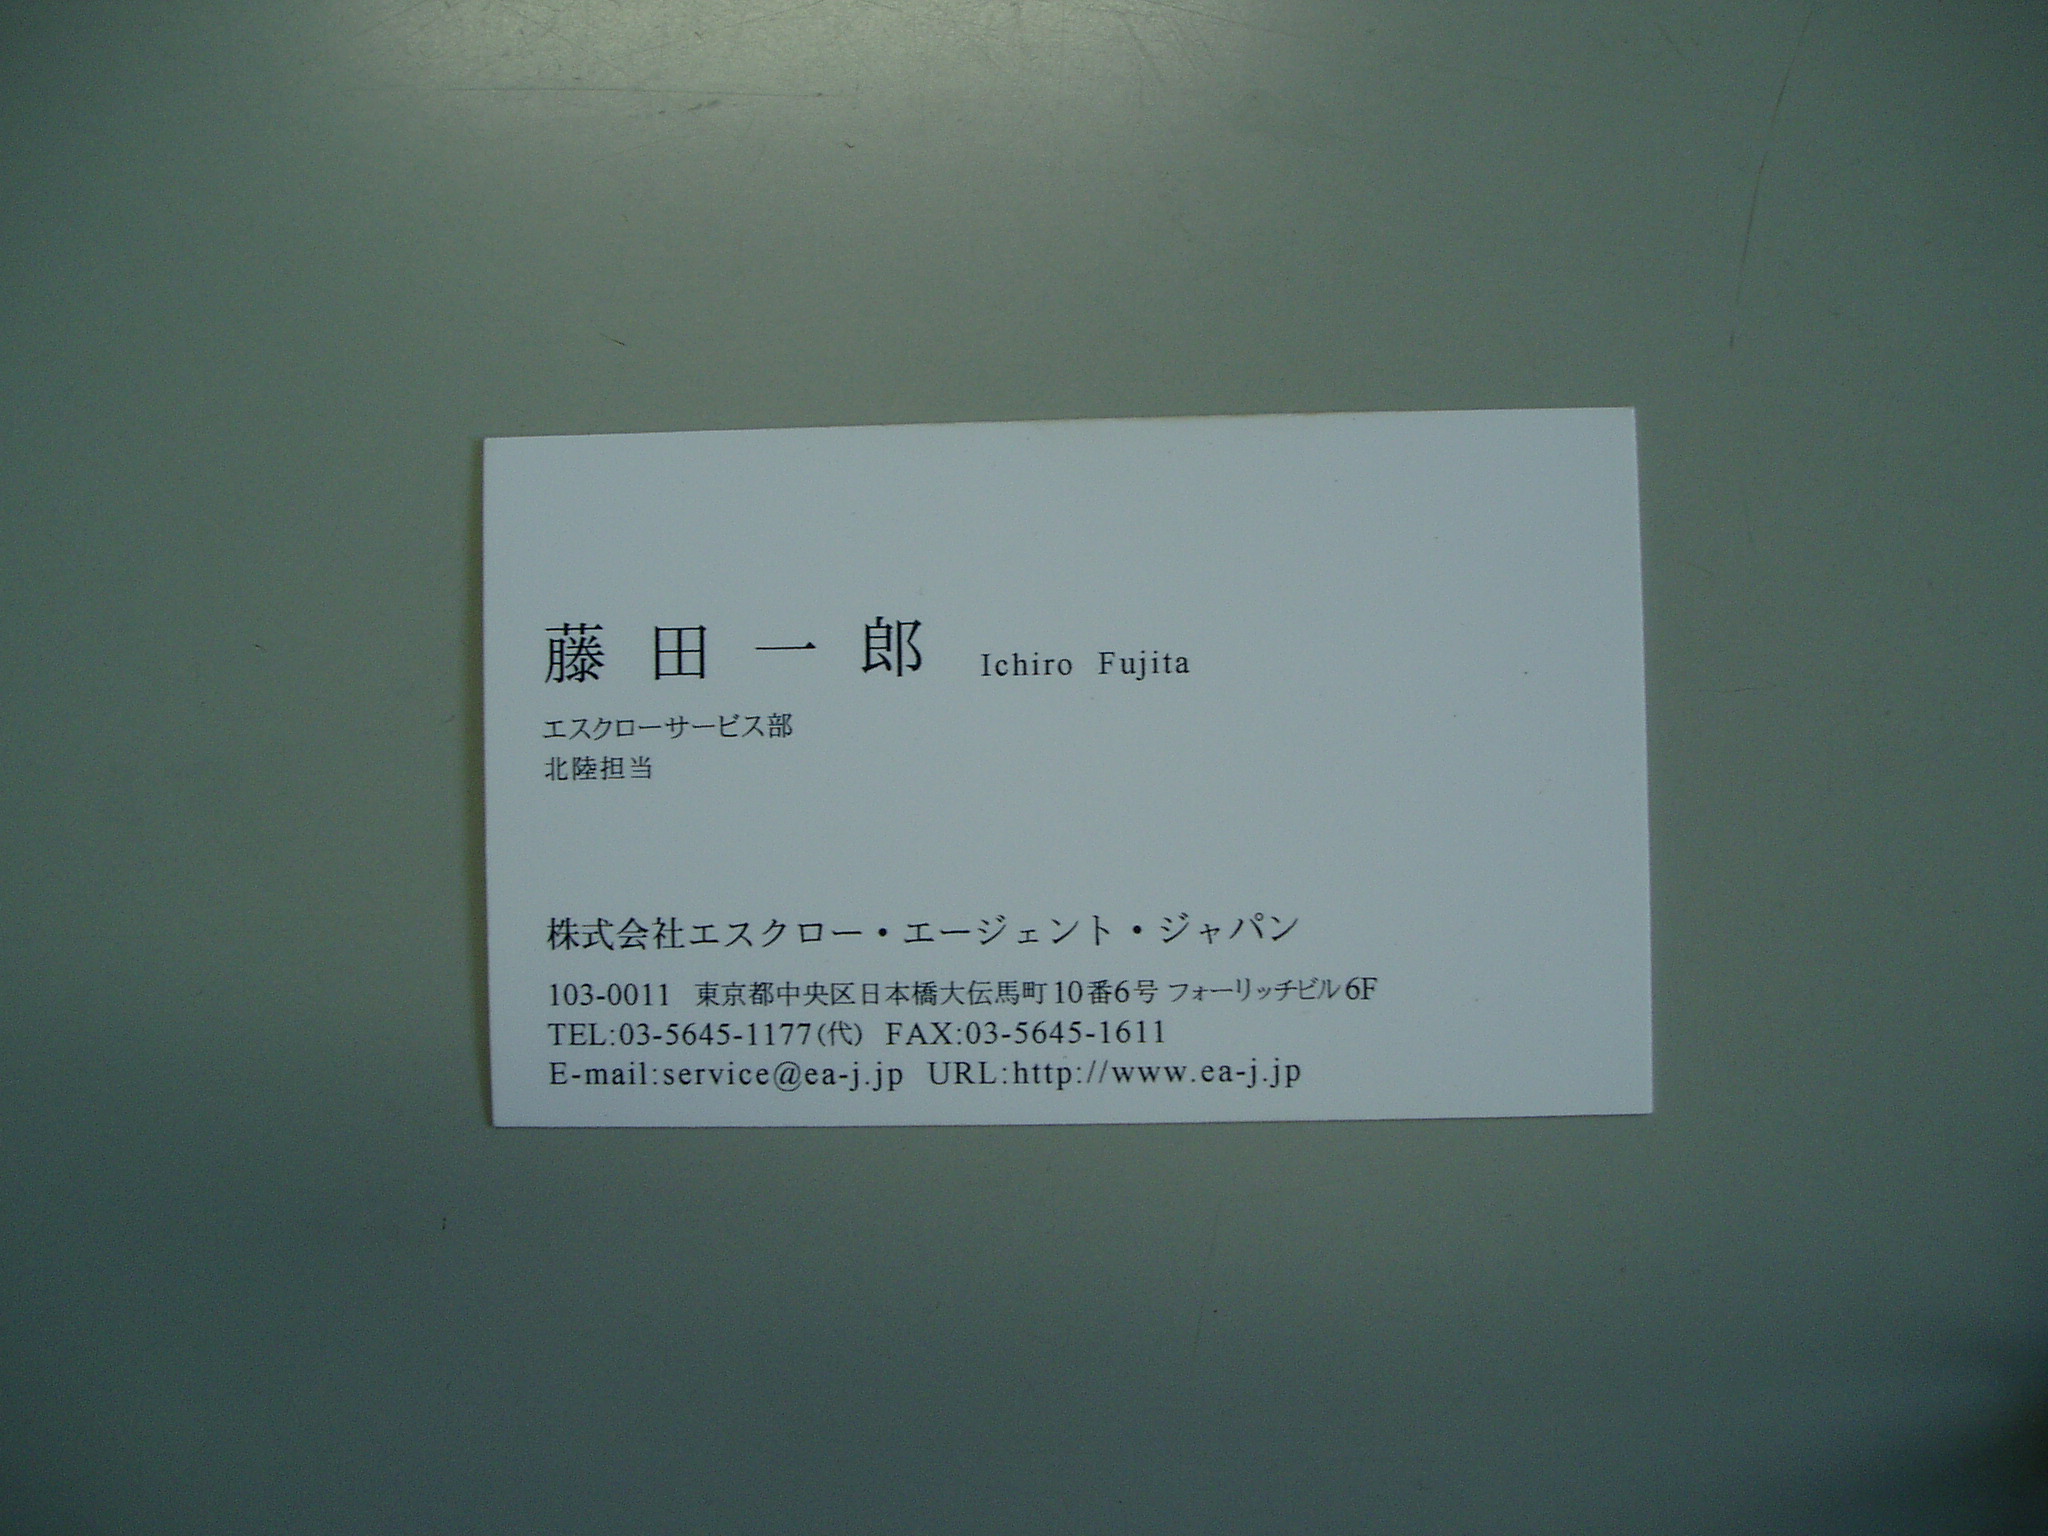 藤田一郎 Ichiro Fujita
エスクローサービス部
北陸担当
株式会社エスクロー・エージェント・ジャパン
103-0011 東京都中央区日本橋大伝馬町10番6号 フォーリッチビル6F
TEL:03-5645-1177(代) FAX:03-5645-1611
E-mail:service@ea-j.jp URL:http://www.ea-j.jp